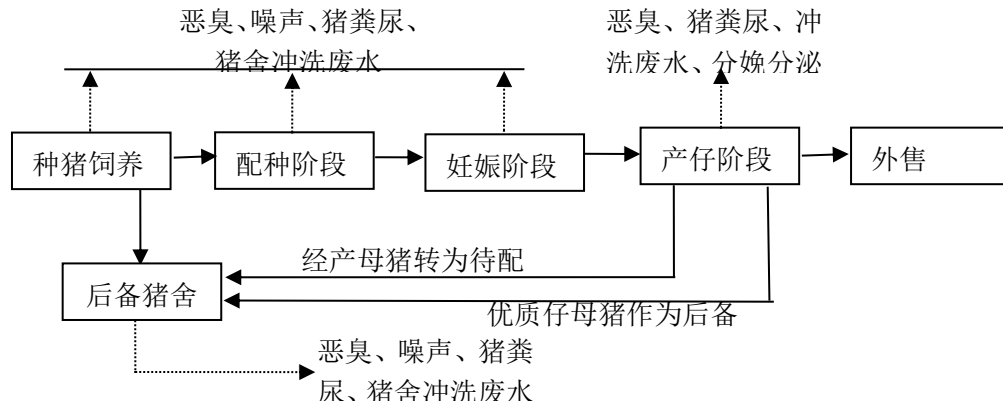 恶臭、噪声、猪粪尿、
猪舍冲洗废水
恶臭、猪粪尿、冲
洗废水、分娩分泌
种猪饲养
配种阶段
妊娠阶段
产仔阶段
外售
经产母猪转为待配
后备猪舍
优质仔母猪作为后备
恶臭、噪声、猪粪
尿、猪舍冲洗废水